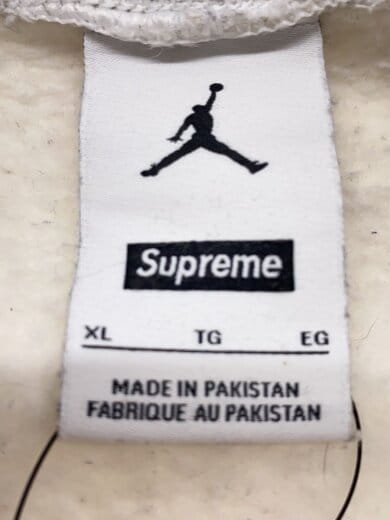 Supreme
XL TG EG
MADE IN PAKISTAN
FABRIQUE AU PAKISTAN